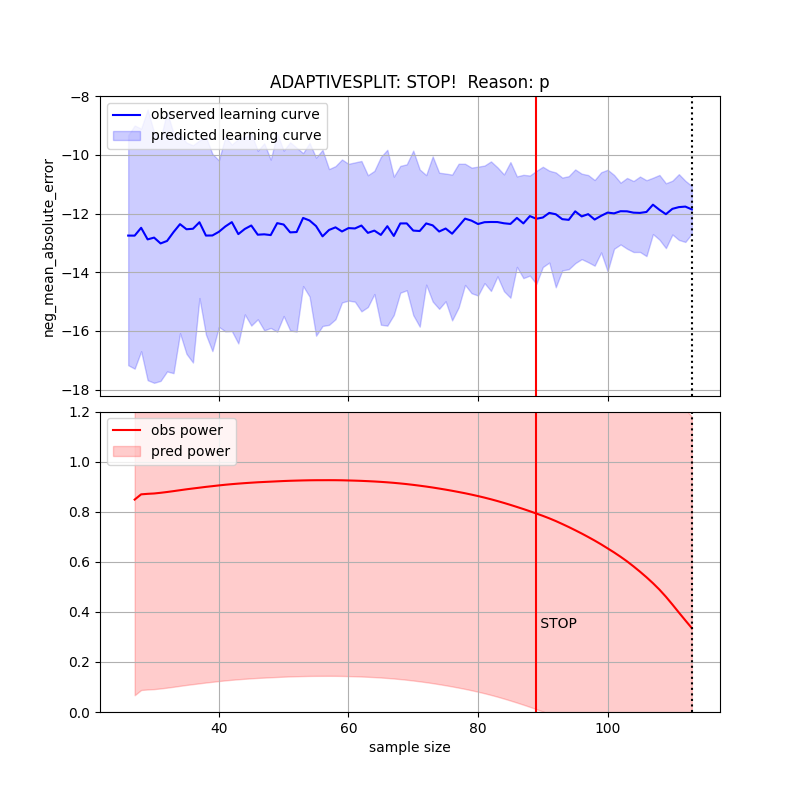 ADAPTIVESPLIT: STOP!  Reason: p
neg_mean_absolute_error
−8
−10
−12
−14
−16
−18
observed learning curve
predicted learning curve
1.2
1.0
0.8
0.6
0.4
0.2
0.0
obs power
pred power
STOP
40 60 80 100
sample size